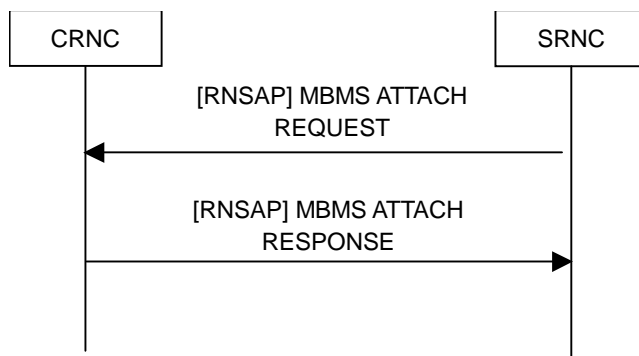 CRNC
SRNC
[RNSAP] MBMS ATTACH
REQUEST
[RNSAP] MBMS ATTACH
RESPONSE